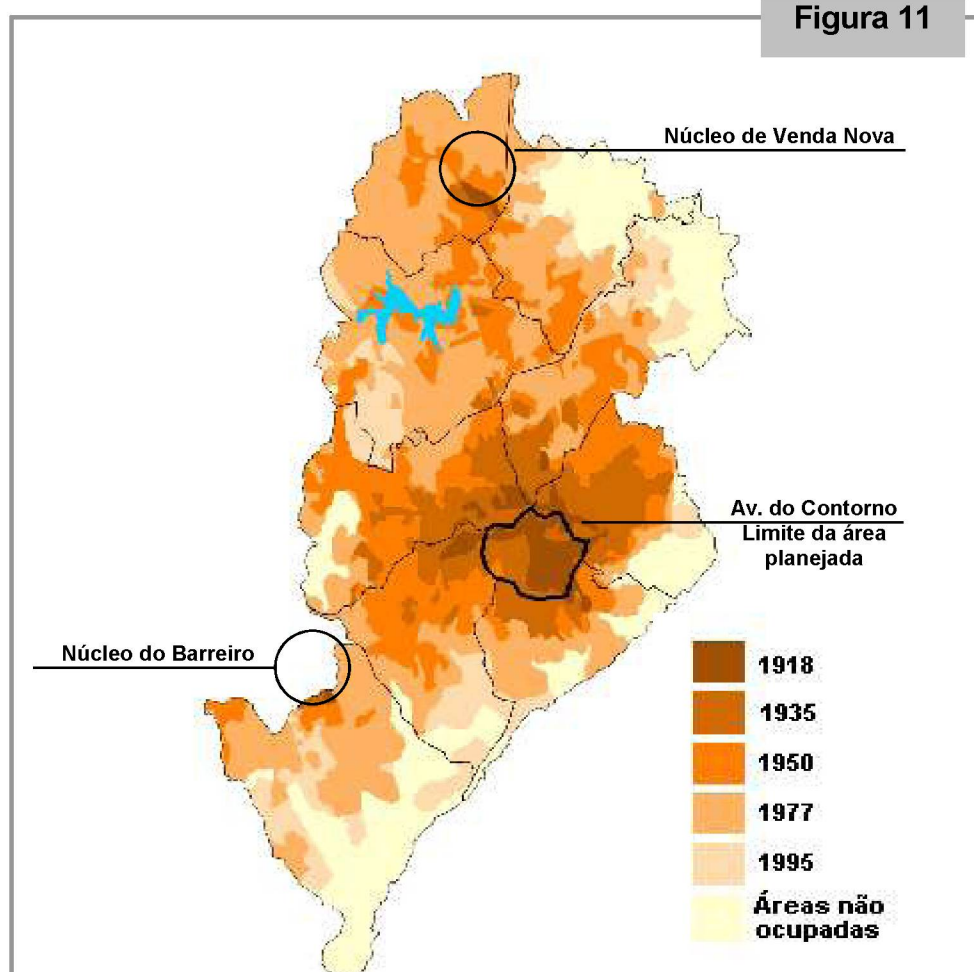 Figura 11
Núcleo de Venda Nova
Av. do Contorno
Limite da área
planejada
Núcleo do Barreiro
1918
1935
1950
1977
1995
Áreas não
ocupadas